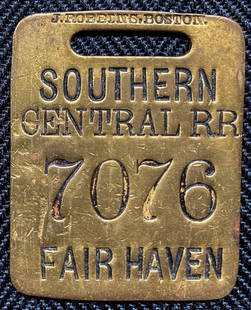 J. ROBBINS, BOSTON.
SOUTHERN
CENTRAL RR
7076
FAIR HAVEN